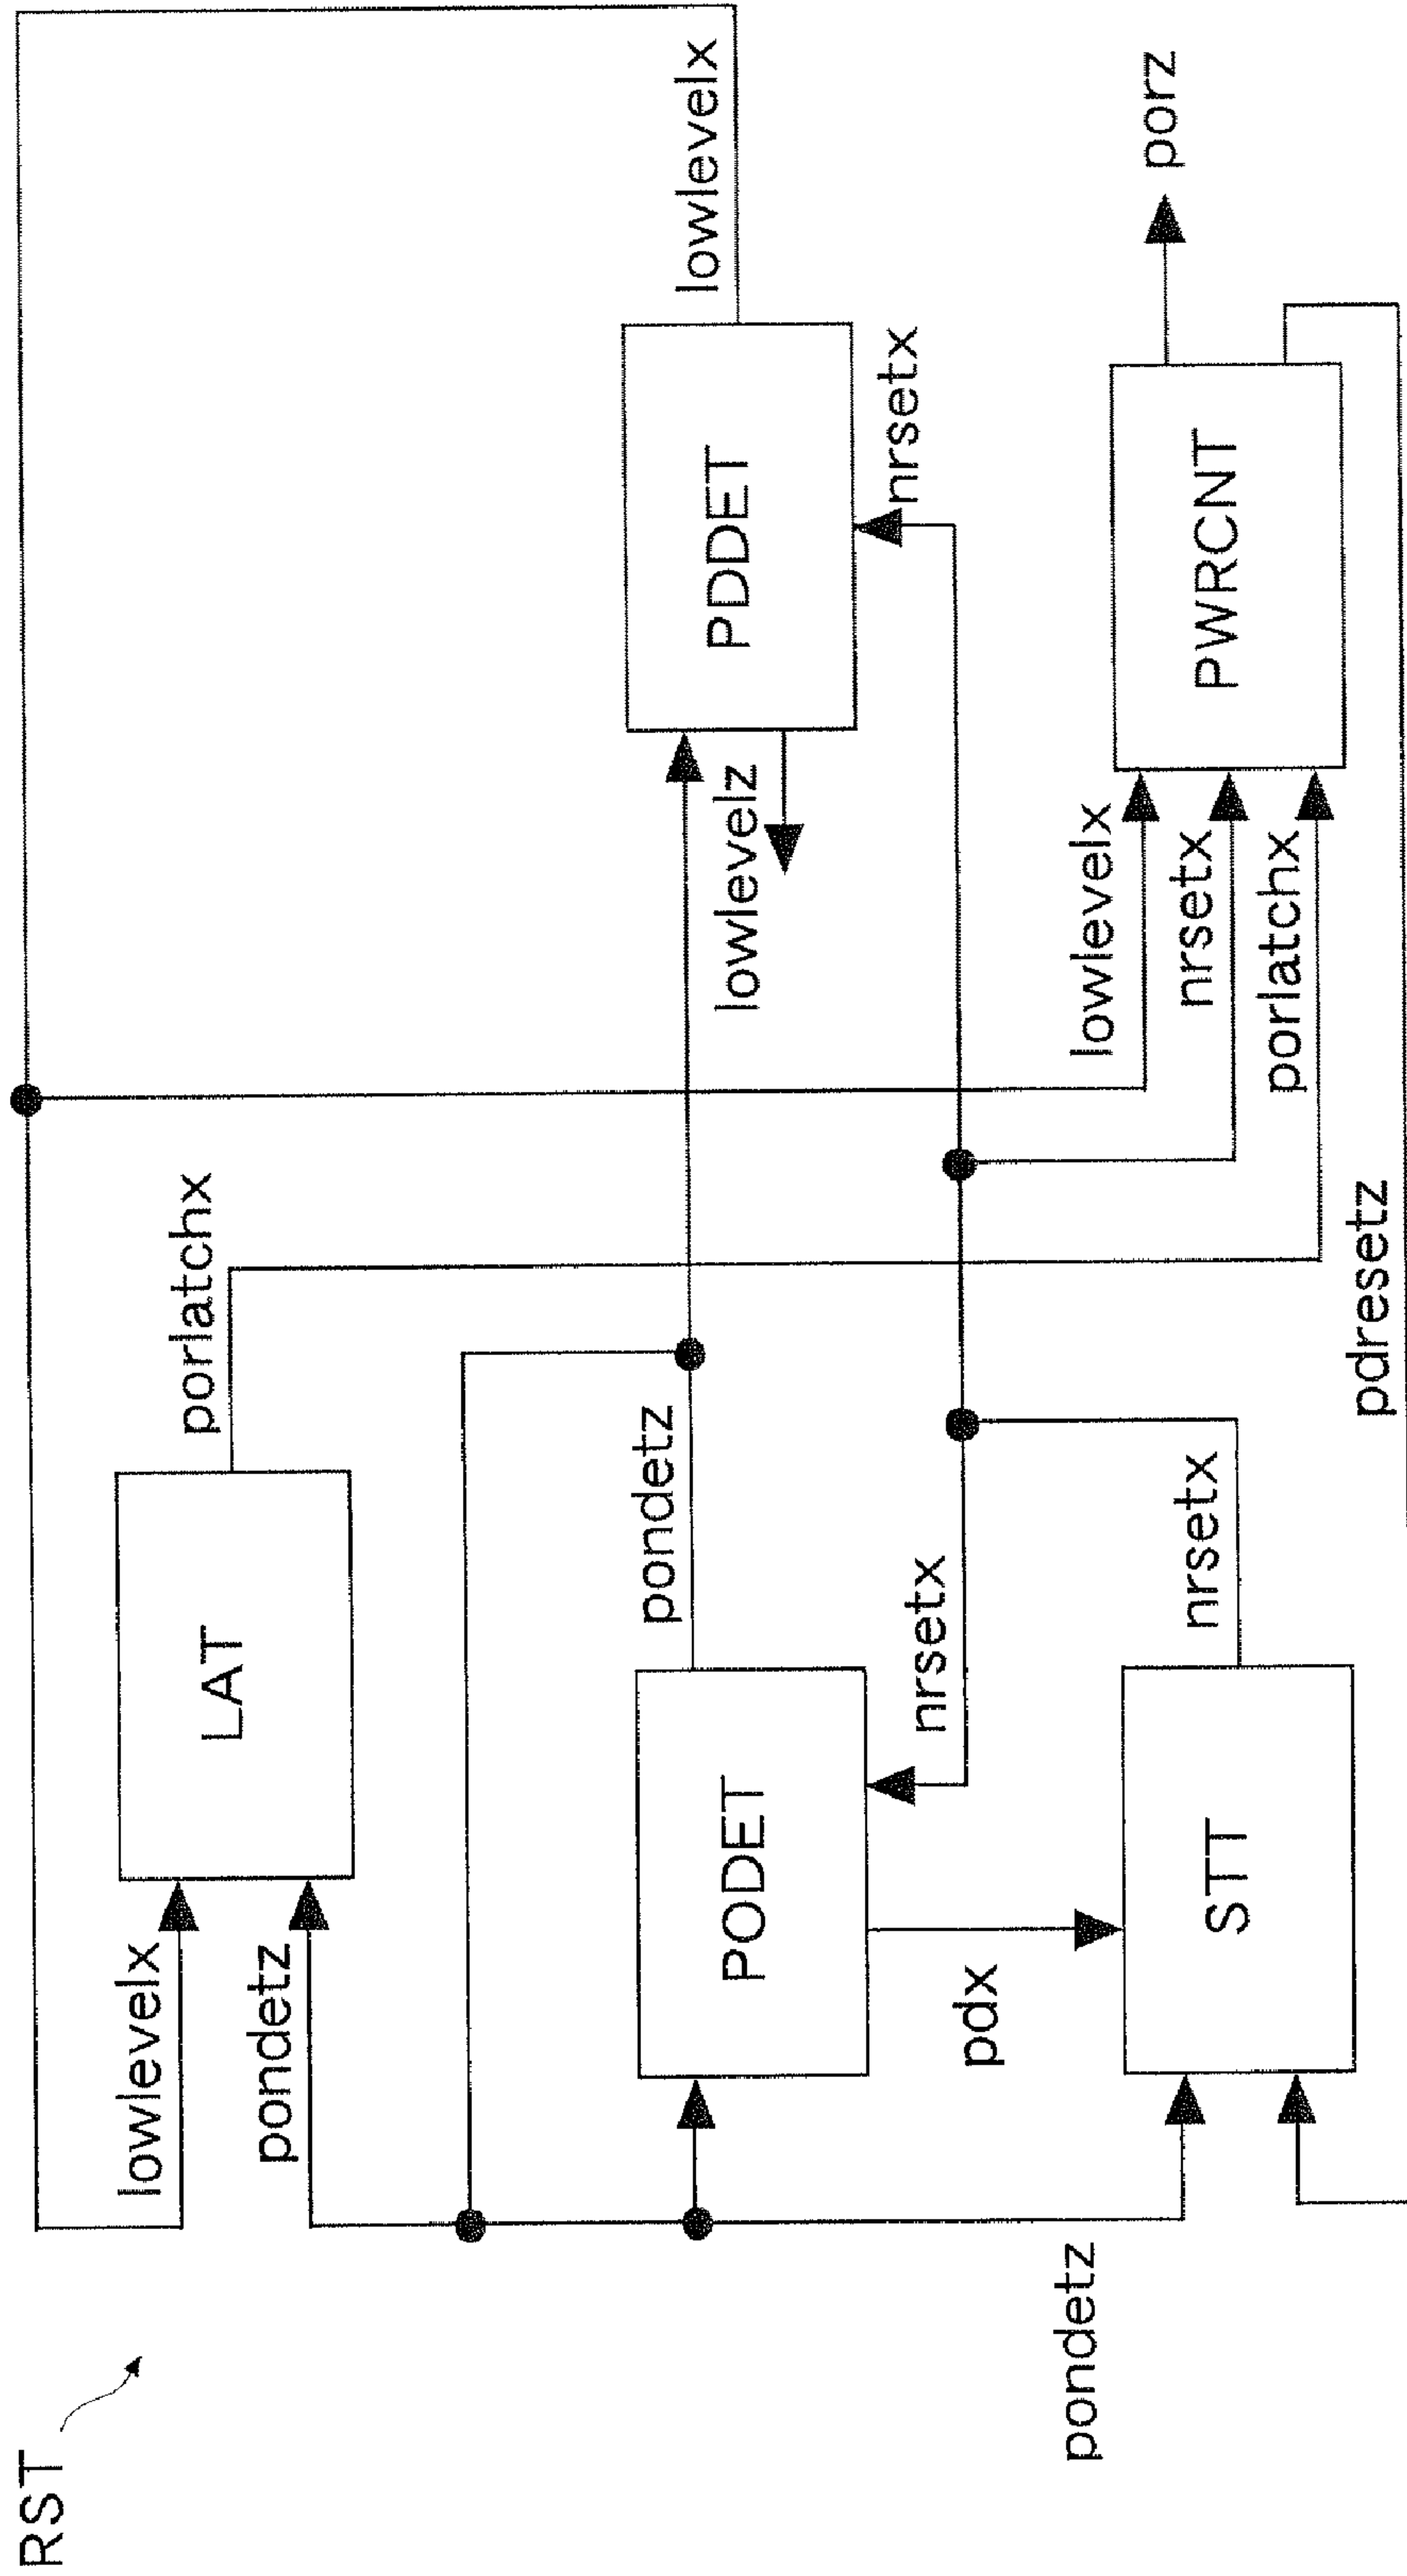 RST
lowlevelx
pondetz
LAT
porlatchx
lowlevelx
PODET
pondetz
lowlevelz
PDDET
nrsetx
nrsetx
pdx
pondetz
STT
nrsetx
lowlevelx
nrsetx
porlatchx
PWRCNT
porz
pdresetz